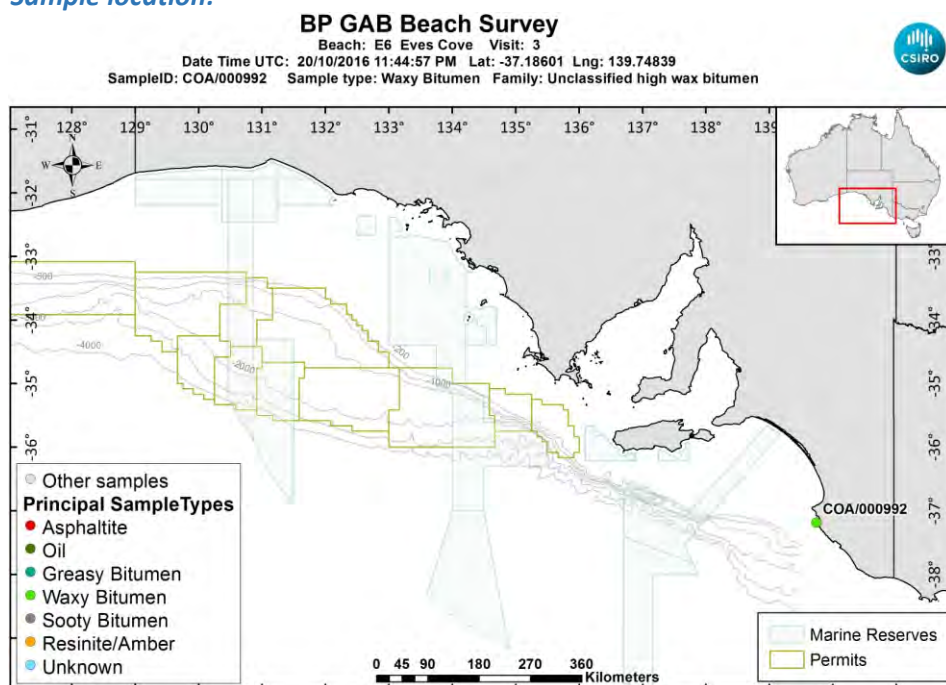 Sample location:
BP GAB Beach Survey
Beach: E6 Eves Cove Visit: 3
Date Time UTC: 20/10/2016 11:44:57 PM Lat: -37.18601 Lng: 139.74839
SampleID: COA/000992 Sample type: Waxy Bitumen Family: Unclassified high wax bitumen
CSIRO
128° 129° 130° 131° 132° 133° 134° 135° 136° 137° 138° 139
-31°
N
W E
S
-32°
-33°
-34°
-35°
-36°
-37°
-38°
-34°
-35°
-36°
-37°
-38°
-4000
-2000
-200
-1000
COA/000992
Other samples
Principal SampleTypes
Asphaltite
Oil
Greasy Bitumen
Waxy Bitumen
Sooty Bitumen
Resinite/Amber
Unknown
0 45 90 180 270 360
Kilometers
Marine Reserves
Permits